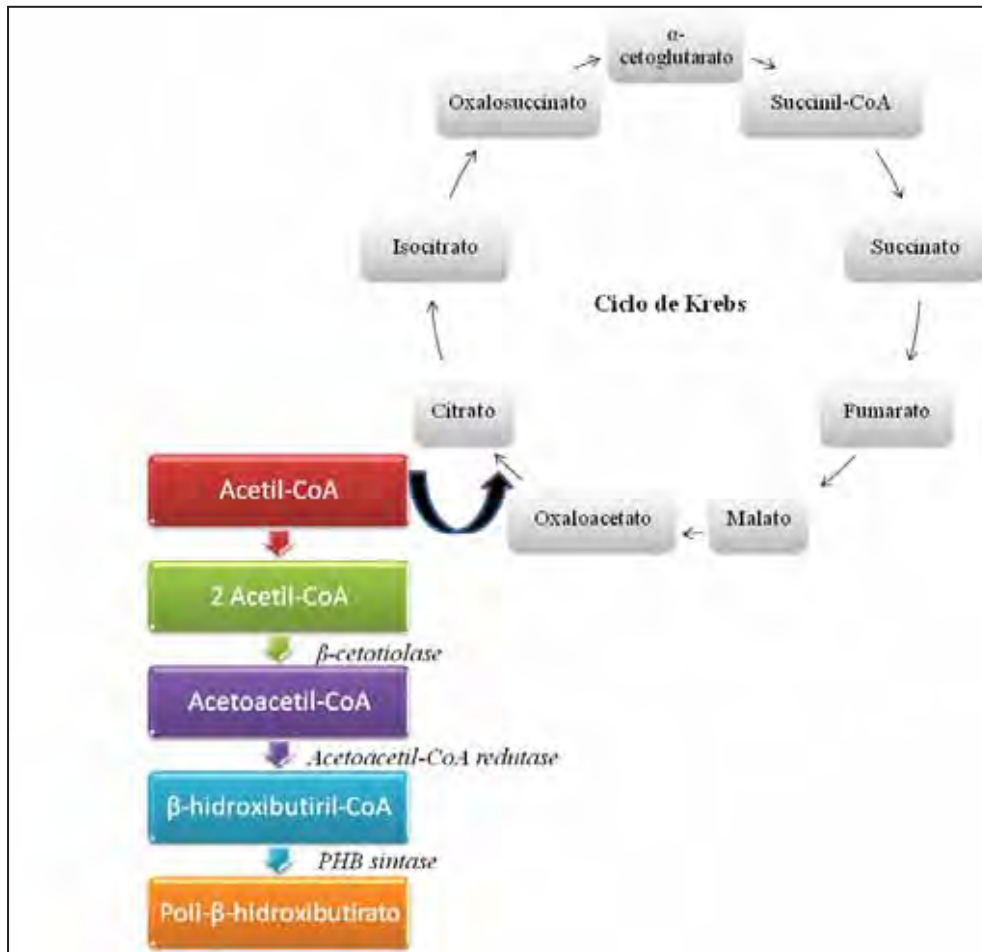 α-
cetoglutarato
Oxalosuccinato
Succinil-CoA
Isocitrato
Succinato
Ciclo de Krebs
Citrato
Fumarato
Acetil-CoA
Oxaloacetato
Malato
2 Acetil-CoA
β-cetotiolase
Acetoacetil-CoA
Acetoacetil-CoA redutase
β-hidroxibutiril-CoA
PHB sintase
Poli-β-hidroxibutirato